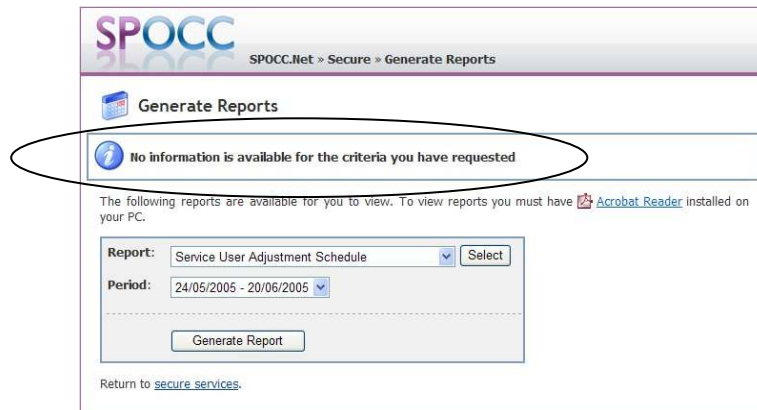 SPOCC
SPOCC.Net » Secure » Generate Reports
Generate Reports
No information is available for the criteria you have requested
The following reports are available for you to view. To view reports you must have Acrobat Reader installed on
your PC.
Report: Service User Adjustment Schedule Select
Period: 24/05/2005 - 20/06/2005
Generate Report
Return to secure services.